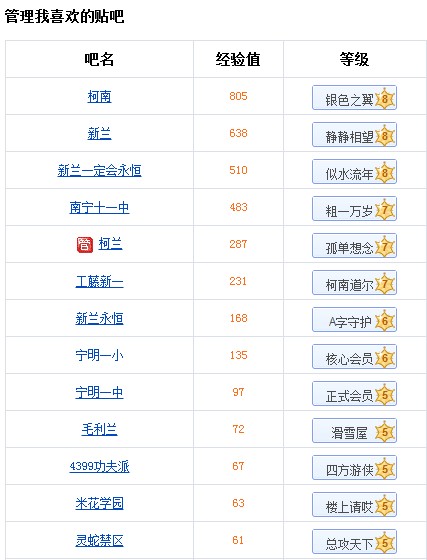 管理我喜欢的贴吧
吧名 经验值 等级
柯南 805 银色之翼 8
新兰 638 静静相望 8
新兰一定会永恒 510 似水流年 8
南宁十一中 483 粗一万岁 7
管 柯兰 287 孤单想念 7
工藤新一 231 柯南道尔 7
新兰永恒 168 A字守护 6
宁明一小 135 核心会员 6
宁明一中 97 正式会员 5
毛利兰 72 滑雪屋 5
4399功夫派 67 四方游侠 5
米花学园 63 楼上请哎 5
灵蛇禁区 61 总攻天下 5